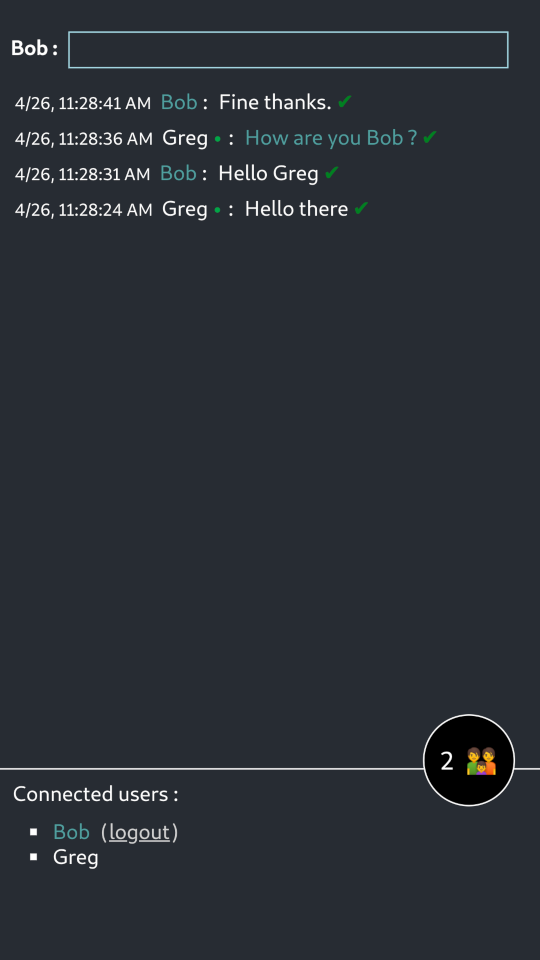 Bob :
4/26, 11:28:41 AM Bob : Fine thanks. ✔
4/26, 11:28:36 AM Greg • : How are you Bob ? ✔
4/26, 11:28:31 AM Bob : Hello Greg ✔
4/26, 11:28:24 AM Greg • : Hello there ✔
2
Connected users :
▪ Bob (logout)
▪ Greg